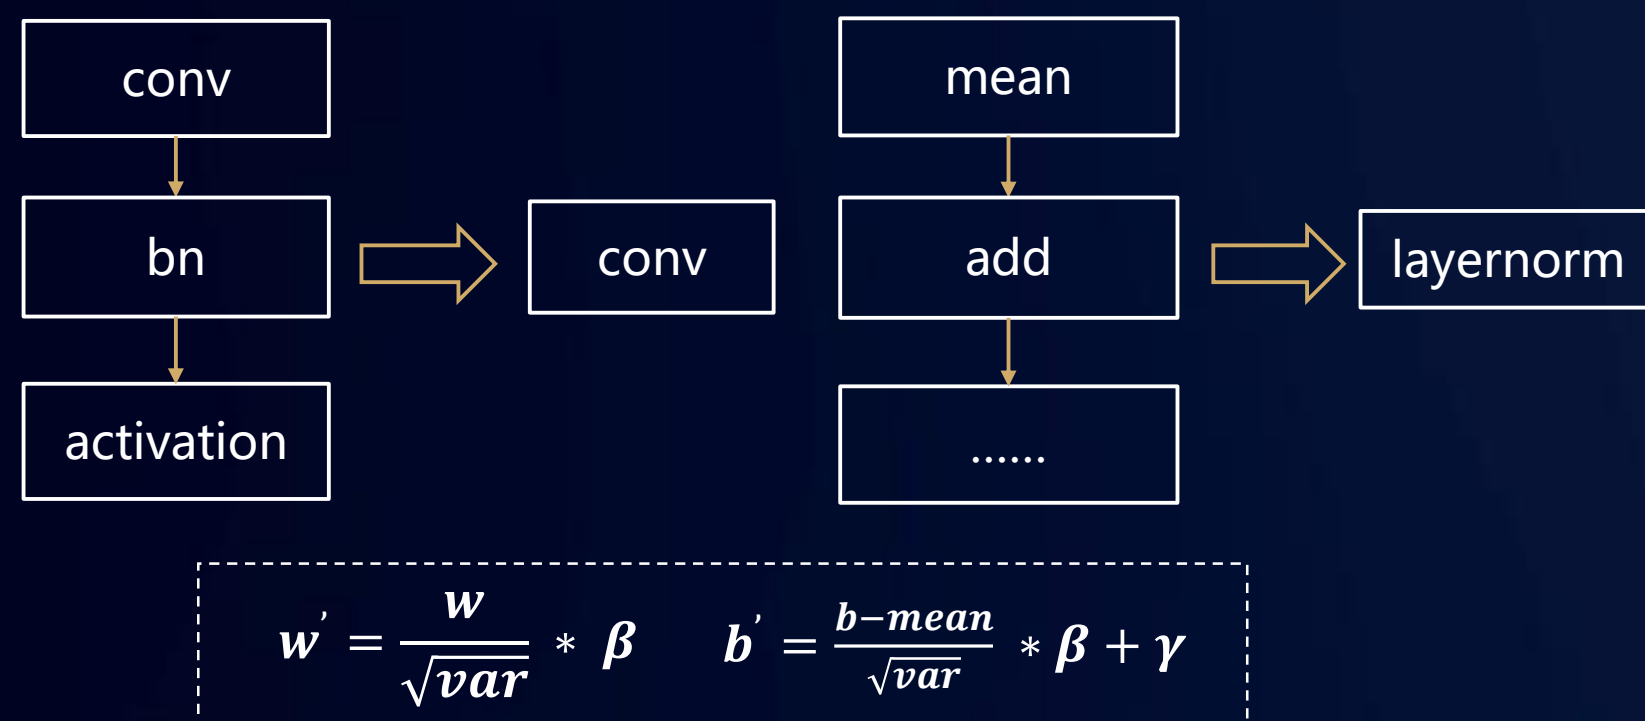 conv
bn
activation
conv
mean
add
......
layernorm
w' = w / √var * β
b' = b−mean / √var * β + γ